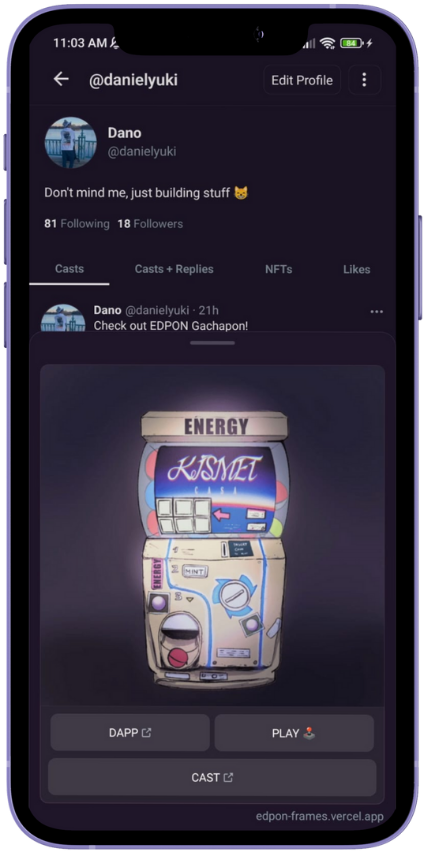 11:03 AM
84
@danielyuki
Edit Profile
Dano
@danielyuki
Don't mind me, just building stuff 😼
81 Following 18 Followers
Casts Casts + Replies NFTs Likes
Dano @danielyuki · 21h
Check out EDPON Gachapon!
ENERGY
KISMET
CASA
ENERGY
MINT
DAPP
PLAY 🕹️
CAST
edpon-frames.vercel.app